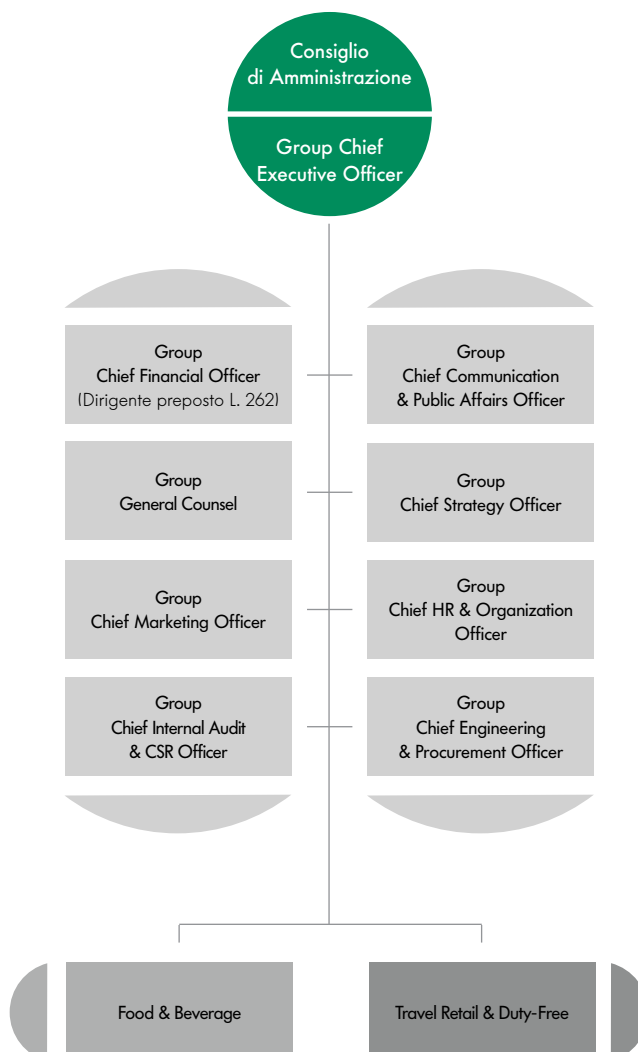 Consiglio
di Amministrazione
Group Chief
Executive Officer
Group
Chief Financial Officer
(Dirigente preposto L. 262)
Group
Chief Communication
& Public Affairs Officer
Group
General Counsel
Group
Chief Strategy Officer
Group
Chief Marketing Officer
Group
Chief HR & Organization
Officer
Group
Chief Internal Audit
& CSR Officer
Group
Chief Engineering
& Procurement Officer
Food & Beverage
Travel Retail & Duty-Free